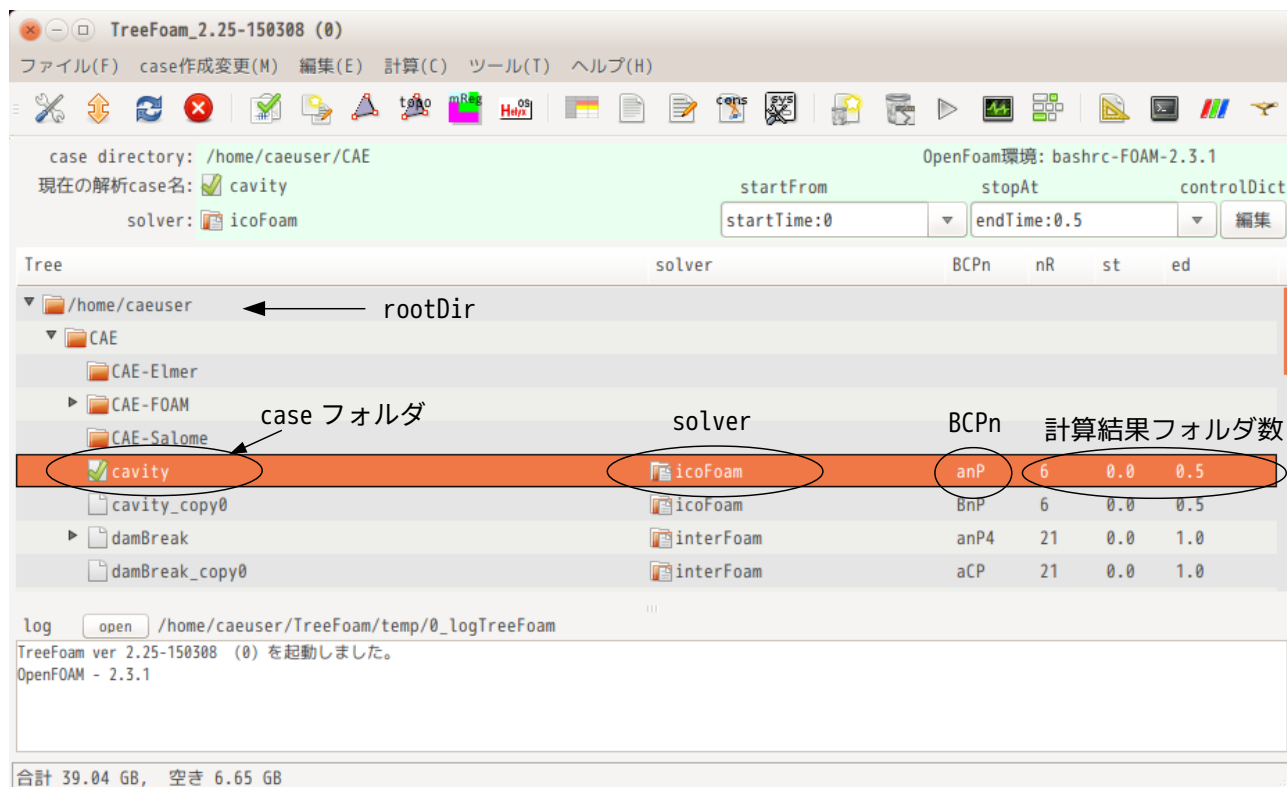 TreeFoam_2.25-150308 (0)
ファイル(F) case作成変更(M) 編集(E) 計算(C) ツール(T) ヘルプ(H)
topo mReg Helyx OS cons sys
case directory: /home/caeuser/CAE OpenFoam環境: bashrc-FOAM-2.3.1
現在の解析case名: cavity startFrom stopAt controlDict
solver: icoFoam startTime:0 endTime:0.5 編集
Tree solver BCPn nR st ed
/home/caeuser rootDir
CAE
CAE-Elmer
CAE-FOAM case フォルダ solver BCPn 計算結果フォルダ数
CAE-Salome
cavity icoFoam anP 6 0.0 0.5
cavity_copy0 icoFoam BnP 6 0.0 0.5
damBreak interFoam anP4 21 0.0 1.0
damBreak_copy0 interFoam aCP 21 0.0 1.0
log open /home/caeuser/TreeFoam/temp/0_logTreeFoam
TreeFoam ver 2.25-150308 (0) を起動しました。
OpenFOAM - 2.3.1
合計 39.04 GB, 空き 6.65 GB